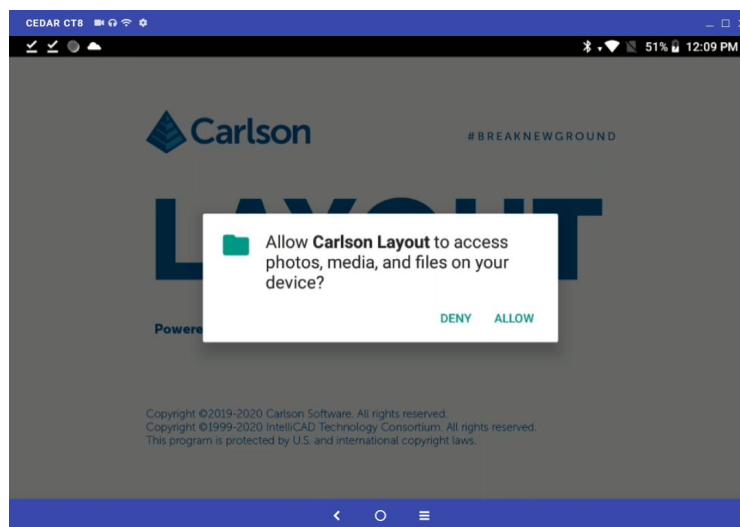 CEDAR CT8
51% 12:09 PM
Carlson
#BREAKNEWGROUND
LAYOUT
Allow Carlson Layout to access
photos, media, and files on your
device?
DENY ALLOW
Powere
Copyright ©2019-2020 Carlson Software. All rights reserved.
Copyright ©1999-2020 IntelliCAD Technology Consortium. All rights reserved.
This program is protected by U.S. and international copyright laws.